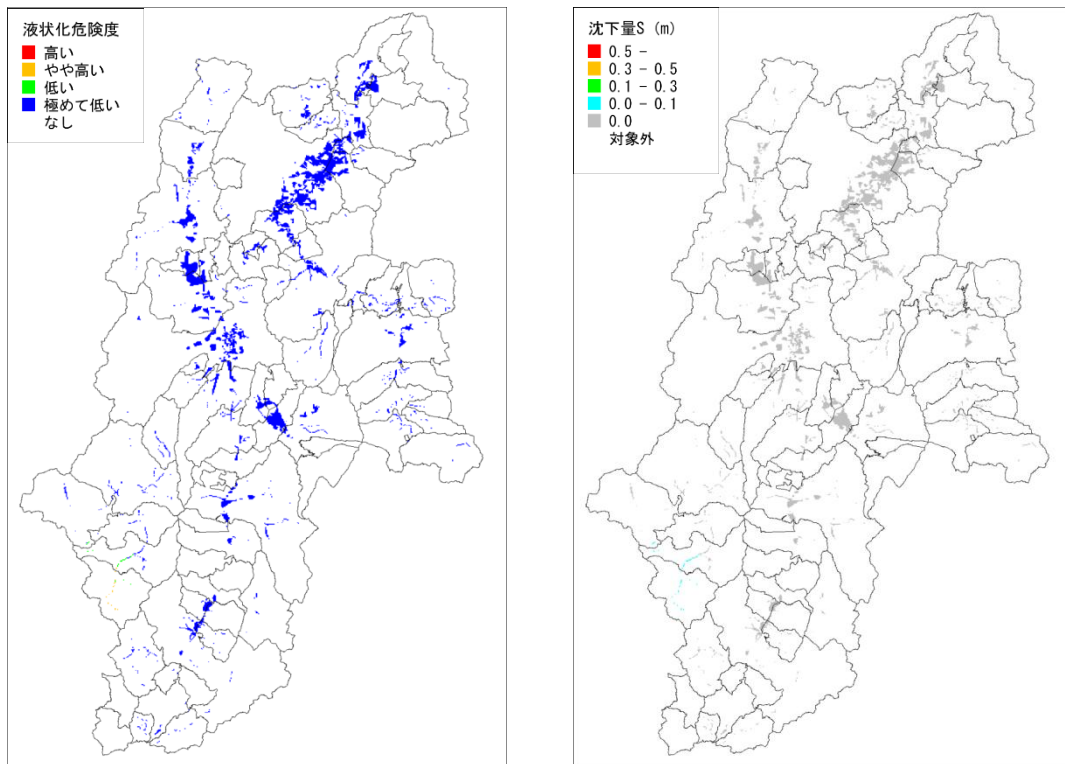 液状化危険度
高い
やや高い
低い
極めて低い
なし
沈下量S (m)
0.5 -
0.3 - 0.5
0.1 - 0.3
0.0 - 0.1
0.0
対象外